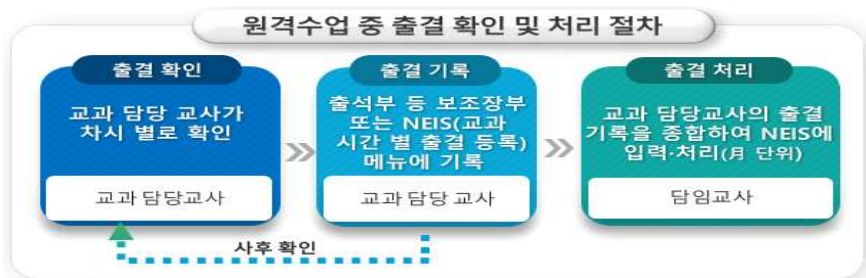 원격수업 중 출결 확인 및 처리 절차
출결 확인
교과 담당 교사가
차시 별로 확인
교과 담당교사
출결 기록
출석부 등 보조장부
또는 NEIS(교과
시간 별 출결 등록)
메뉴에 기록
교과 담당 교사
출결 처리
교과 담당교사의 출결
기록을 종합하여 NEIS에
입력·처리(月 단위)
담임교사
사후 확인